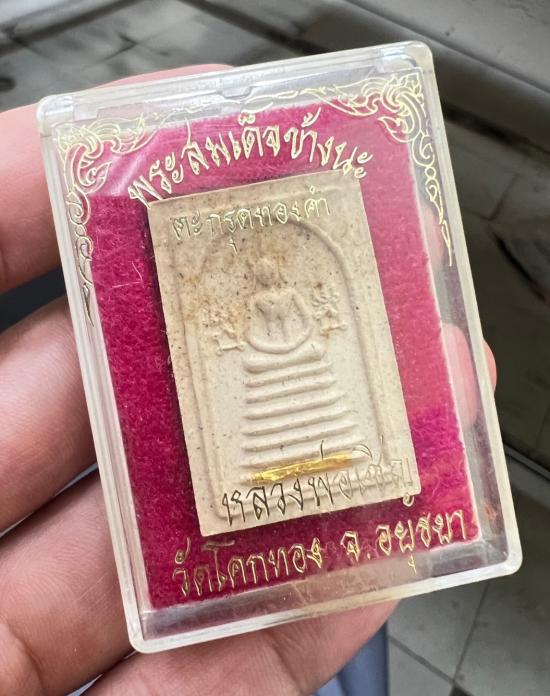 พระสมเด็จข้างนะ
ตะกรุดทองคำ
หลวงพ่อเชิญ
วัดโคกทอง จ.อยุธยา